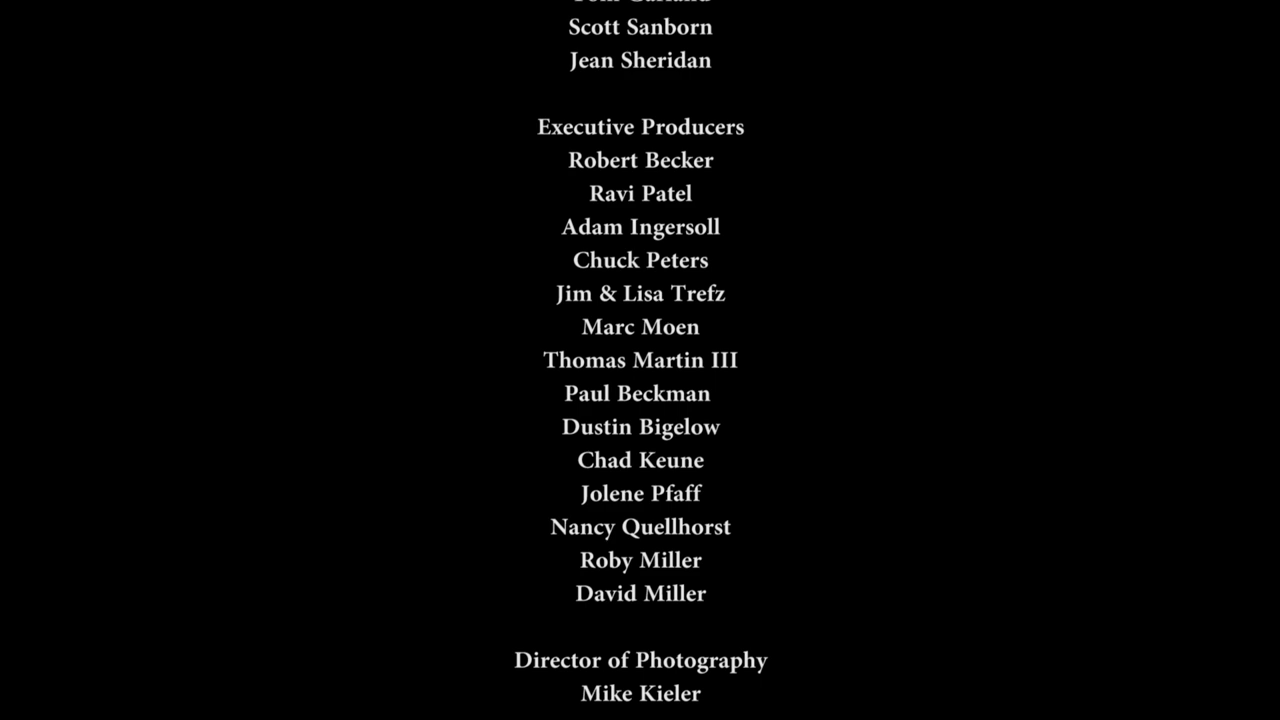 Scott Sanborn
Jean Sheridan
Executive Producers
Robert Becker
Ravi Patel
Adam Ingersoll
Chuck Peters
Jim & Lisa Trefz
Marc Moen
Thomas Martin III
Paul Beckman
Dustin Bigelow
Chad Keune
Jolene Pfaff
Nancy Quellhorst
Roby Miller
David Miller
Director of Photography
Mike Kieler